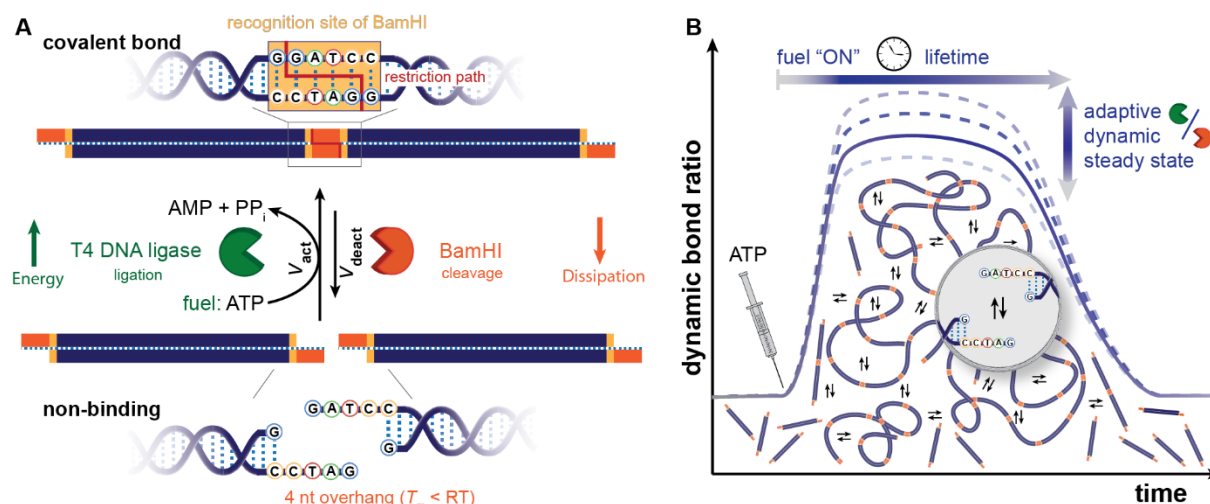 A
recognition site of BamHI
covalent bond
G G A T C C
restriction path
C C T A G G
AMP + PPi
T4 DNA ligase
ligation
Energy
Vact
Vdeact
BamHI
cleavage
Dissipation
fuel: ATP
non-binding
G A T C C
G
G
C C T A G
4 nt overhang (T < RT)
B
fuel "ON" lifetime
adaptive
dynamic
steady state
/
dynamic bond ratio
ATP
G A T C C
G
G
C C T A G
time